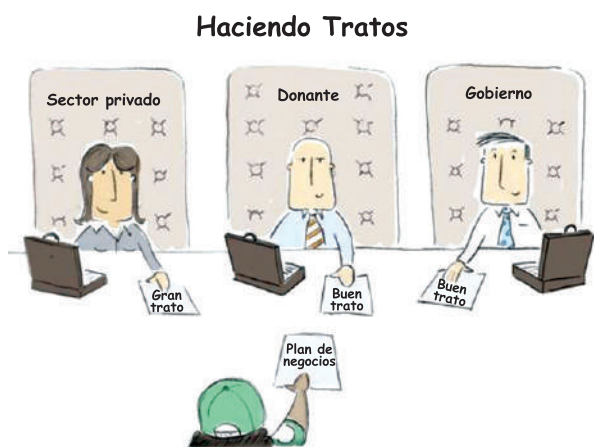 Haciendo Tratos
Sector privado
Donante
Gobierno
Gran
trato
Buen
trato
Buen
trato
Plan de
negocios